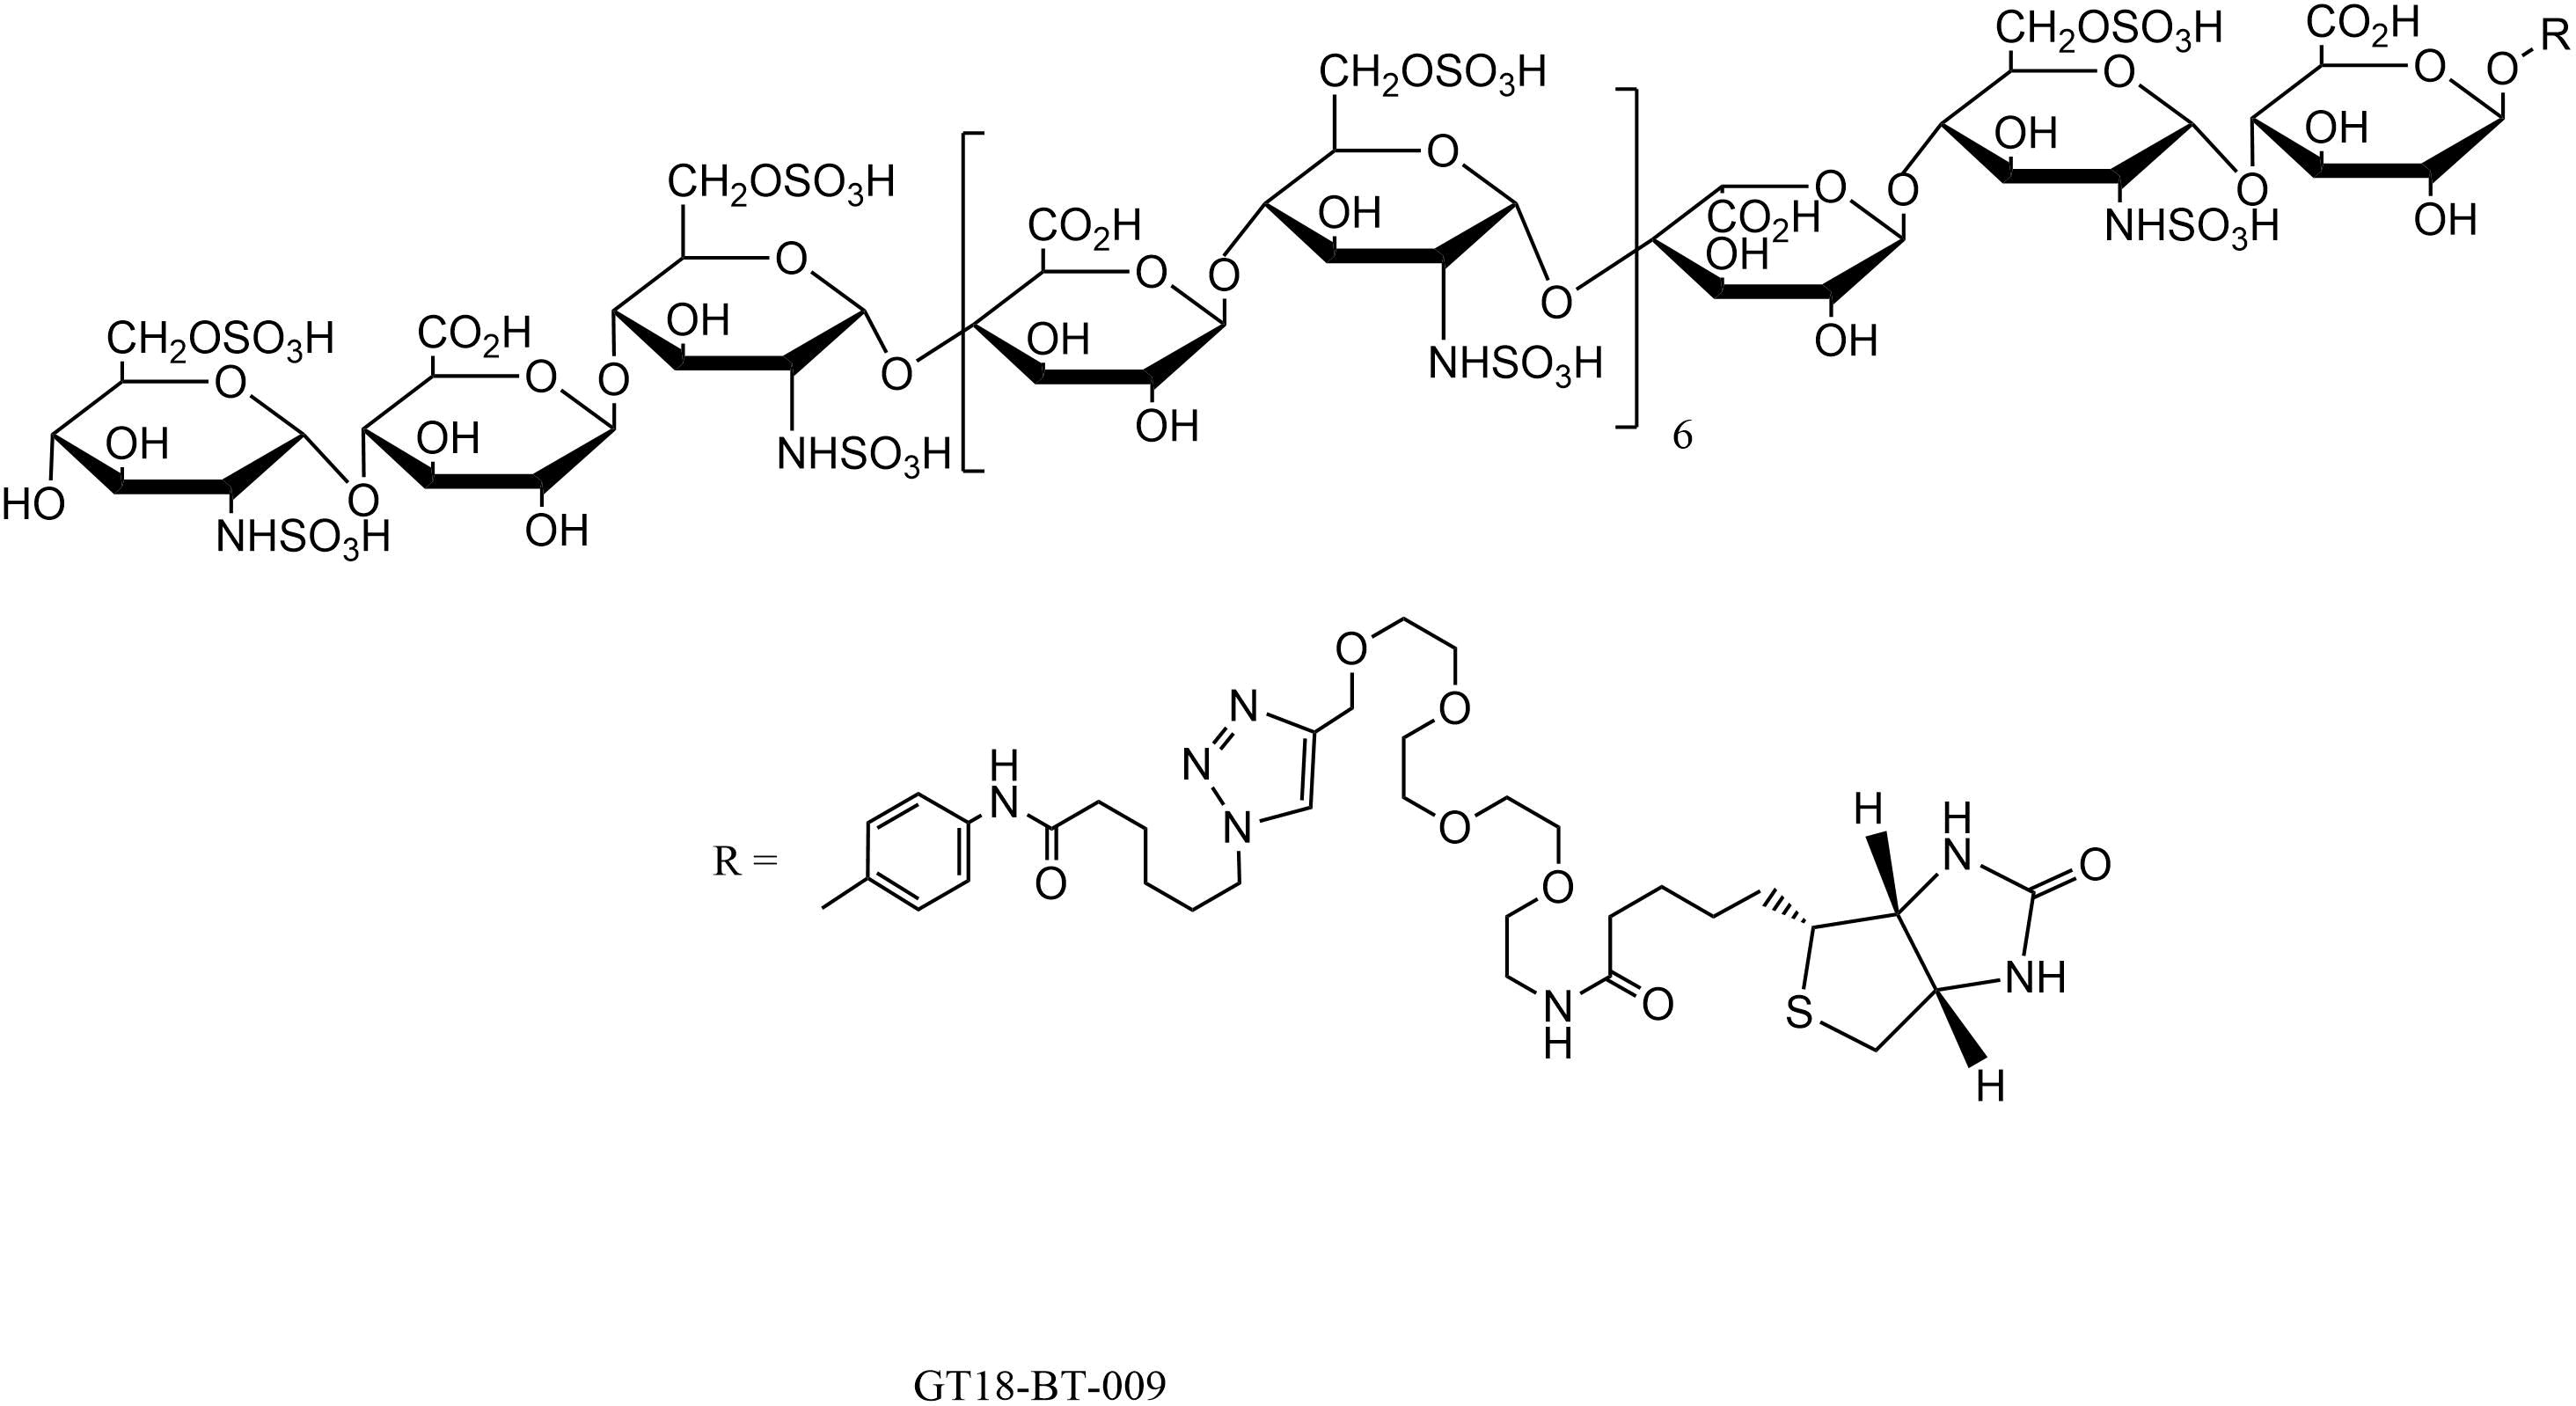 CH2OSO3H CO2H O R
CH2OSO3H O O
CH2OSO3H O OH OH
O OH O O NHSO3H OH
CH2OSO3H CO2H O CO2H OH
O OH O O NHSO3H OH
CH2OSO3H CO2H O OH O OH 6
O OH O OH O NHSO3H
HO OH O NHSO3H OH
O
N N N
H N O
O
O
O
R =
H H N O
N H O
S NH
H
GT18-BT-009